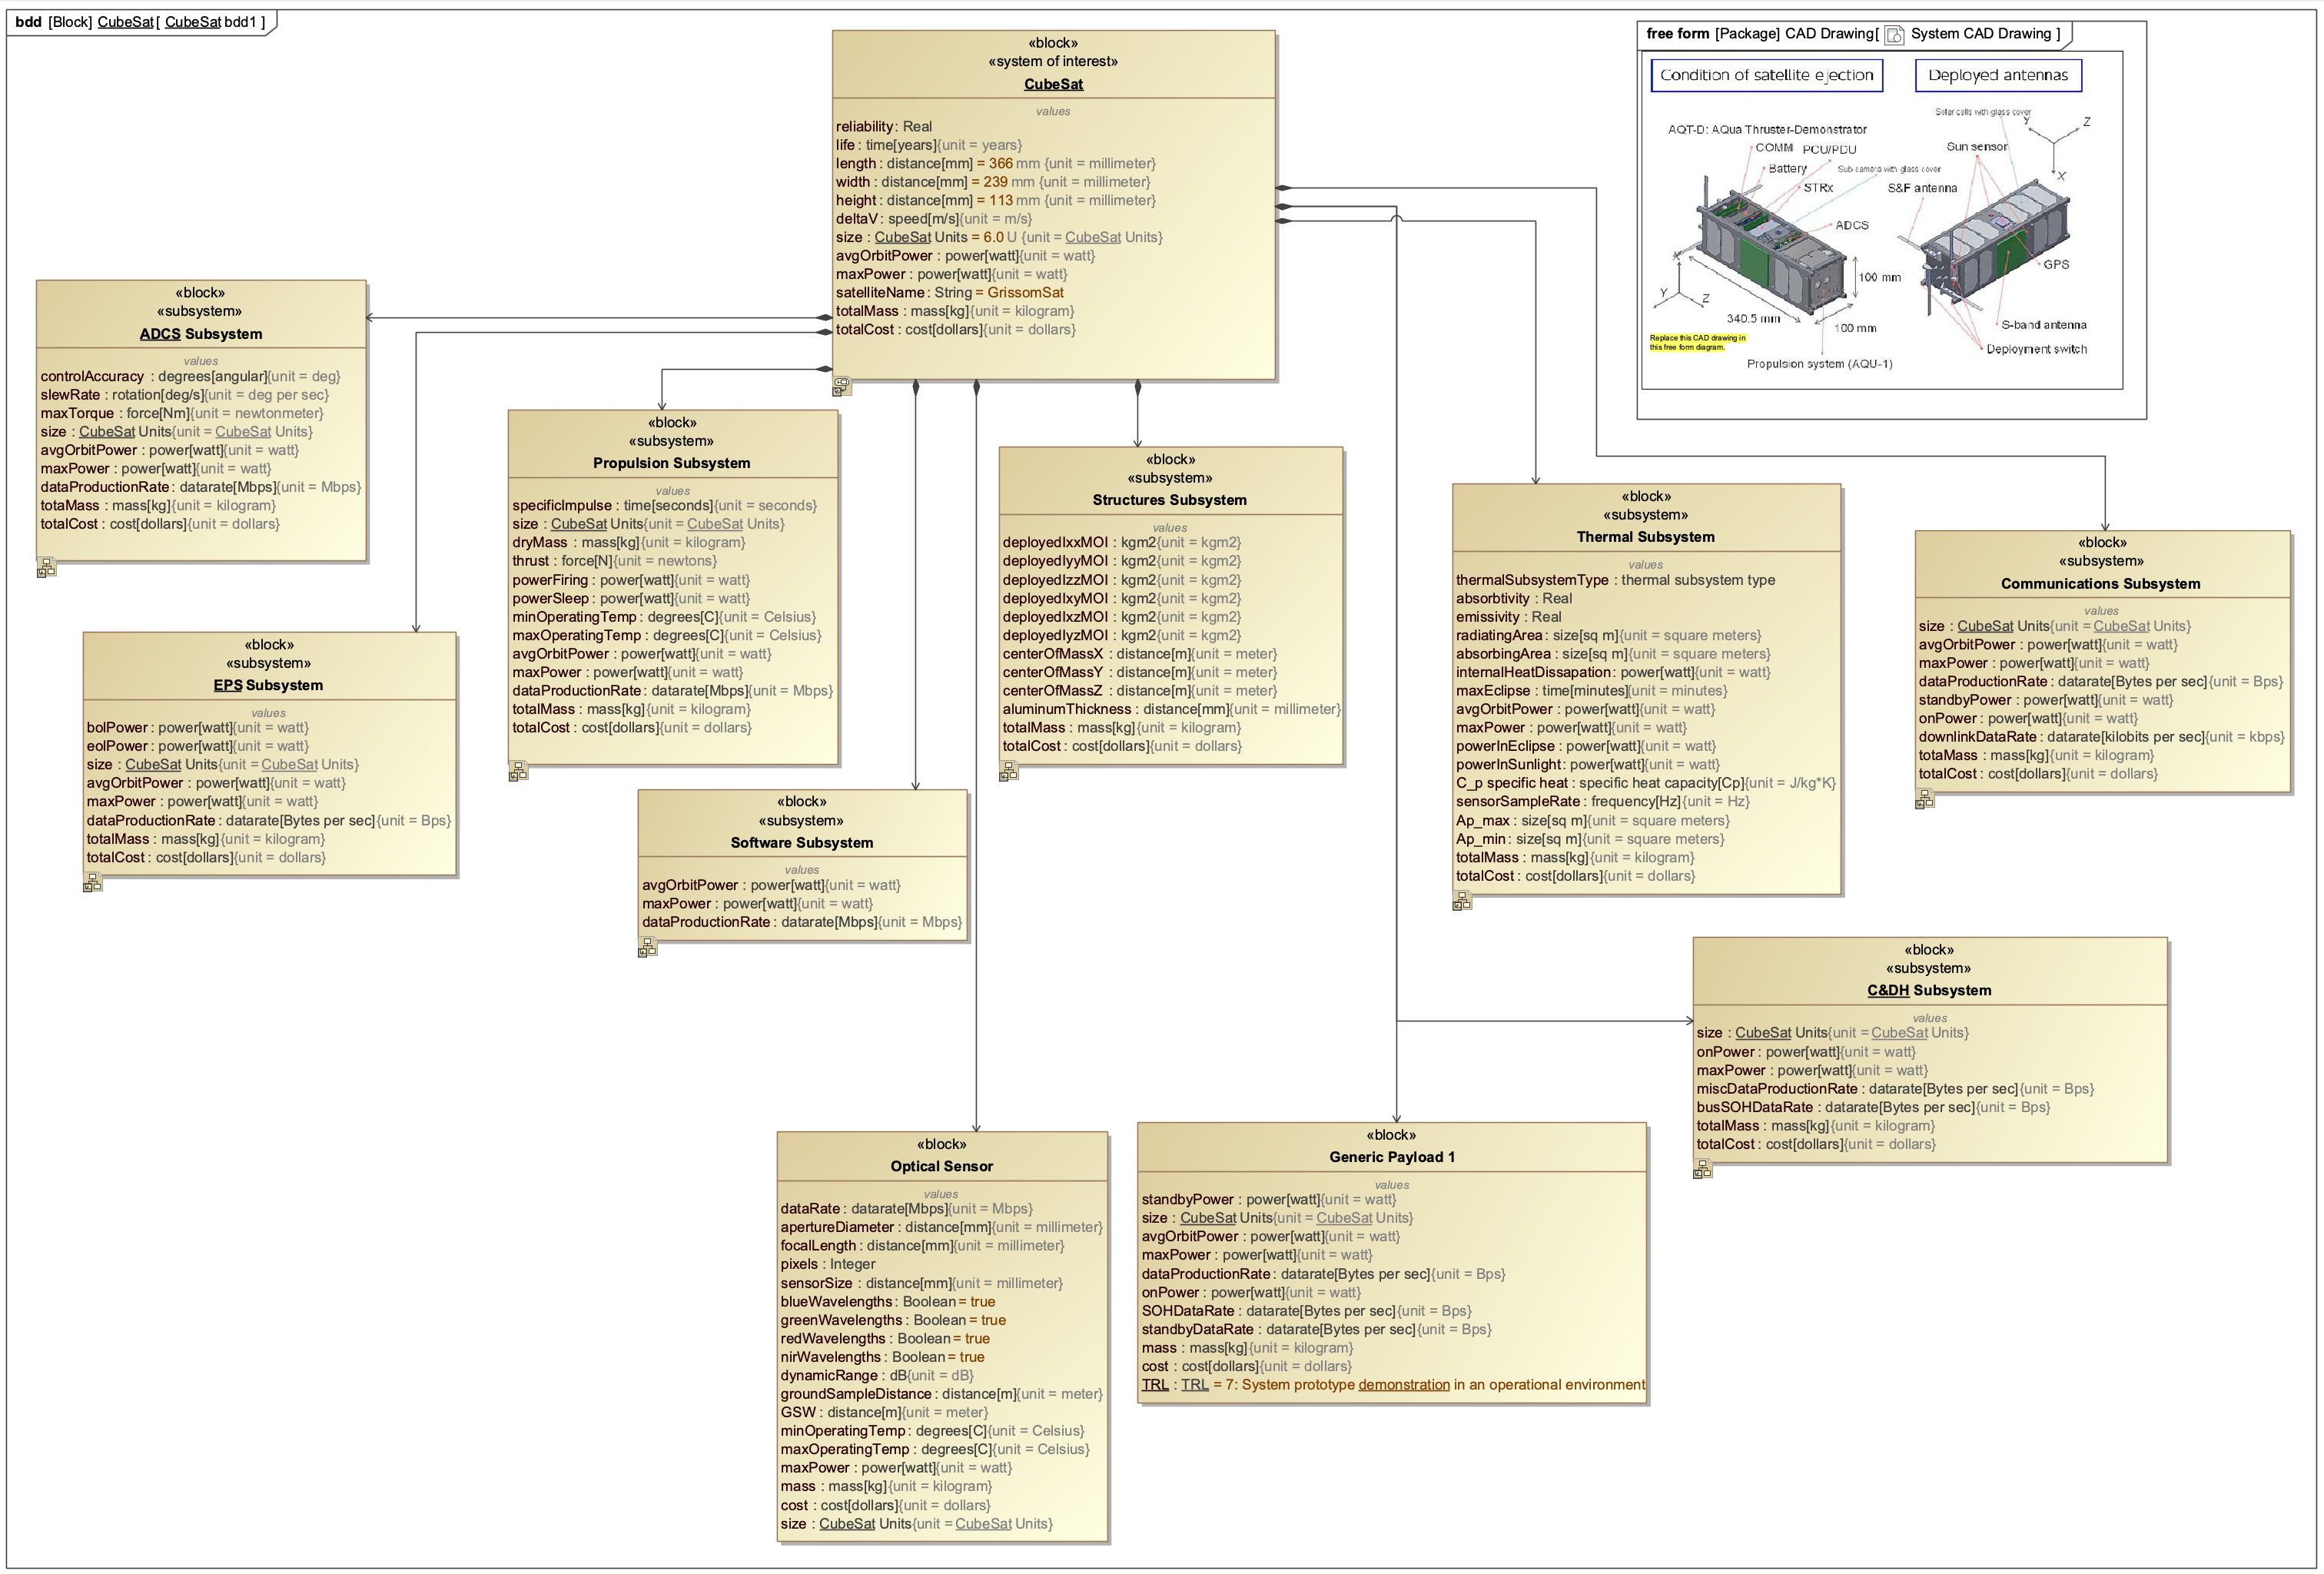 bdd [Block] CubeSat[ CubeSat bdd1 ]
«block»
«system of interest»
CubeSat
values
reliability : Real
life : time[years]{unit = years}
length : distance[mm] = 366 mm {unit = millimeter}
width : distance[mm] = 239 mm {unit = millimeter}
height : distance[mm] = 113 mm {unit = millimeter}
deltaV : speed[m/s]{unit = m/s}
size : CubeSat Units = 6.0 U {unit = CubeSat Units}
avgOrbitPower : power[watt]{unit = watt}
maxPower : power[watt]{unit = watt}
satelliteName : String = GrissomSat
totalMass : mass[kg]{unit = kilogram}
totalCost : cost[dollars]{unit = dollars}
free form [Package] CAD Drawing[ System CAD Drawing ]
Condition of satellite ejection
Deployed antennas
Solar cells with glass cover
Y
Z
X
AQT-D: AQua Thruster-Demonstrator
COMM
PCU/PDU
Sun sensor
Battery
Sub camera with glass cover
STRx
S&F antenna
ADCS
X
GPS
100 mm
Y
Z
340.5 mm
100 mm
S-band antenna
Replace this CAD drawing in
this free form diagram.
Deployment switch
Propulsion system (AQU-1)
«block»
«subsystem»
ADCS Subsystem
values
controlAccuracy : degrees[angular]{unit = deg}
slewRate : rotation[deg/s]{unit = deg per sec}
maxTorque : force[Nm]{unit = newtonmeter}
size : CubeSat Units{unit = CubeSat Units}
avgOrbitPower : power[watt]{unit = watt}
maxPower : power[watt]{unit = watt}
dataProductionRate : datarate[Mbps]{unit = Mbps}
totaMass : mass[kg]{unit = kilogram}
totalCost : cost[dollars]{unit = dollars}
«block»
«subsystem»
Propulsion Subsystem
values
specificImpulse : time[seconds]{unit = seconds}
size : CubeSat Units{unit = CubeSat Units}
dryMass : mass[kg]{unit = kilogram}
thrust : force[N]{unit = newtons}
powerFiring : power[watt]{unit = watt}
powerSleep : power[watt]{unit = watt}
minOperatingTemp : degrees[C]{unit = Celsius}
maxOperatingTemp : degrees[C]{unit = Celsius}
avgOrbitPower : power[watt]{unit = watt}
maxPower : power[watt]{unit = watt}
dataProductionRate : datarate[Mbps]{unit = Mbps}
totalMass : mass[kg]{unit = kilogram}
totalCost : cost[dollars]{unit = dollars}
«block»
«subsystem»
Structures Subsystem
values
deployedIxxMOI : kgm2{unit = kgm2}
deployedIyyMOI : kgm2{unit = kgm2}
deployedIzzMOI : kgm2{unit = kgm2}
deployedIxyMOI : kgm2{unit = kgm2}
deployedIxzMOI : kgm2{unit = kgm2}
deployedIyzMOI : kgm2{unit = kgm2}
centerOfMassX : distance[m]{unit = meter}
centerOfMassY : distance[m]{unit = meter}
centerOfMassZ : distance[m]{unit = meter}
aluminumThickness : distance[mm]{unit = millimeter}
totalMass : mass[kg]{unit = kilogram}
totalCost : cost[dollars]{unit = dollars}
«block»
«subsystem»
Thermal Subsystem
values
thermalSubsystemType : thermal subsystem type
absorbtivity : Real
emissivity : Real
radiatingArea : size[sq m]{unit = square meters}
absorbingArea : size[sq m]{unit = square meters}
internalHeatDissapation : power[watt]{unit = watt}
maxEclipse : time[minutes]{unit = minutes}
avgOrbitPower : power[watt]{unit = watt}
maxPower : power[watt]{unit = watt}
powerInEclipse : power[watt]{unit = watt}
powerInSunlight : power[watt]{unit = watt}
C_p specific heat : specific heat capacity[Cp]{unit = J/kg*K}
sensorSampleRate : frequency[Hz]{unit = Hz}
Ap_max : size[sq m]{unit = square meters}
Ap_min : size[sq m]{unit = square meters}
totalMass : mass[kg]{unit = kilogram}
totalCost : cost[dollars]{unit = dollars}
«block»
«subsystem»
Communications Subsystem
values
size : CubeSat Units{unit = CubeSat Units}
avgOrbitPower : power[watt]{unit = watt}
maxPower : power[watt]{unit = watt}
dataProductionRate : datarate[Bytes per sec]{unit = Bps}
standbyPower : power[watt]{unit = watt}
onPower : power[watt]{unit = watt}
downlinkDataRate : datarate[kilobits per sec]{unit = kbps}
totaMass : mass[kg]{unit = kilogram}
totalCost : cost[dollars]{unit = dollars}
«block»
«subsystem»
EPS Subsystem
values
bolPower : power[watt]{unit = watt}
eolPower : power[watt]{unit = watt}
size : CubeSat Units{unit = CubeSat Units}
avgOrbitPower : power[watt]{unit = watt}
maxPower : power[watt]{unit = watt}
dataProductionRate : datarate[Bytes per sec]{unit = Bps}
totalMass : mass[kg]{unit = kilogram}
totalCost : cost[dollars]{unit = dollars}
«block»
«subsystem»
Software Subsystem
values
avgOrbitPower : power[watt]{unit = watt}
maxPower : power[watt]{unit = watt}
dataProductionRate : datarate[Mbps]{unit = Mbps}
«block»
«subsystem»
C&DH Subsystem
values
size : CubeSat Units{unit = CubeSat Units}
onPower : power[watt]{unit = watt}
maxPower : power[watt]{unit = watt}
miscDataProductionRate : datarate[Bytes per sec]{unit = Bps}
busSOHDataRate : datarate[Bytes per sec]{unit = Bps}
totalMass : mass[kg]{unit = kilogram}
totalCost : cost[dollars]{unit = dollars}
«block»
Optical Sensor
values
dataRate : datarate[Mbps]{unit = Mbps}
apertureDiameter : distance[mm]{unit = millimeter}
focalLength : distance[mm]{unit = millimeter}
pixels : Integer
sensorSize : distance[mm]{unit = millimeter}
blueWavelengths : Boolean = true
greenWavelengths : Boolean = true
redWavelengths : Boolean = true
nirWavelengths : Boolean = true
dynamicRange : dB{unit = dB}
groundSampleDistance : distance[m]{unit = meter}
GSW : distance[m]{unit = meter}
minOperatingTemp : degrees[C]{unit = Celsius}
maxOperatingTemp : degrees[C]{unit = Celsius}
maxPower : power[watt]{unit = watt}
mass : mass[kg]{unit = kilogram}
cost : cost[dollars]{unit = dollars}
size : CubeSat Units{unit = CubeSat Units}
«block»
Generic Payload 1
values
standbyPower : power[watt]{unit = watt}
size : CubeSat Units{unit = CubeSat Units}
avgOrbitPower : power[watt]{unit = watt}
maxPower : power[watt]{unit = watt}
dataProductionRate : datarate[Bytes per sec]{unit = Bps}
onPower : power[watt]{unit = watt}
SOHDataRate : datarate[Bytes per sec]{unit = Bps}
standbyDataRate : datarate[Bytes per sec]{unit = Bps}
mass : mass[kg]{unit = kilogram}
cost : cost[dollars]{unit = dollars}
TRL : TRL = 7: System prototype demonstration in an operational environment